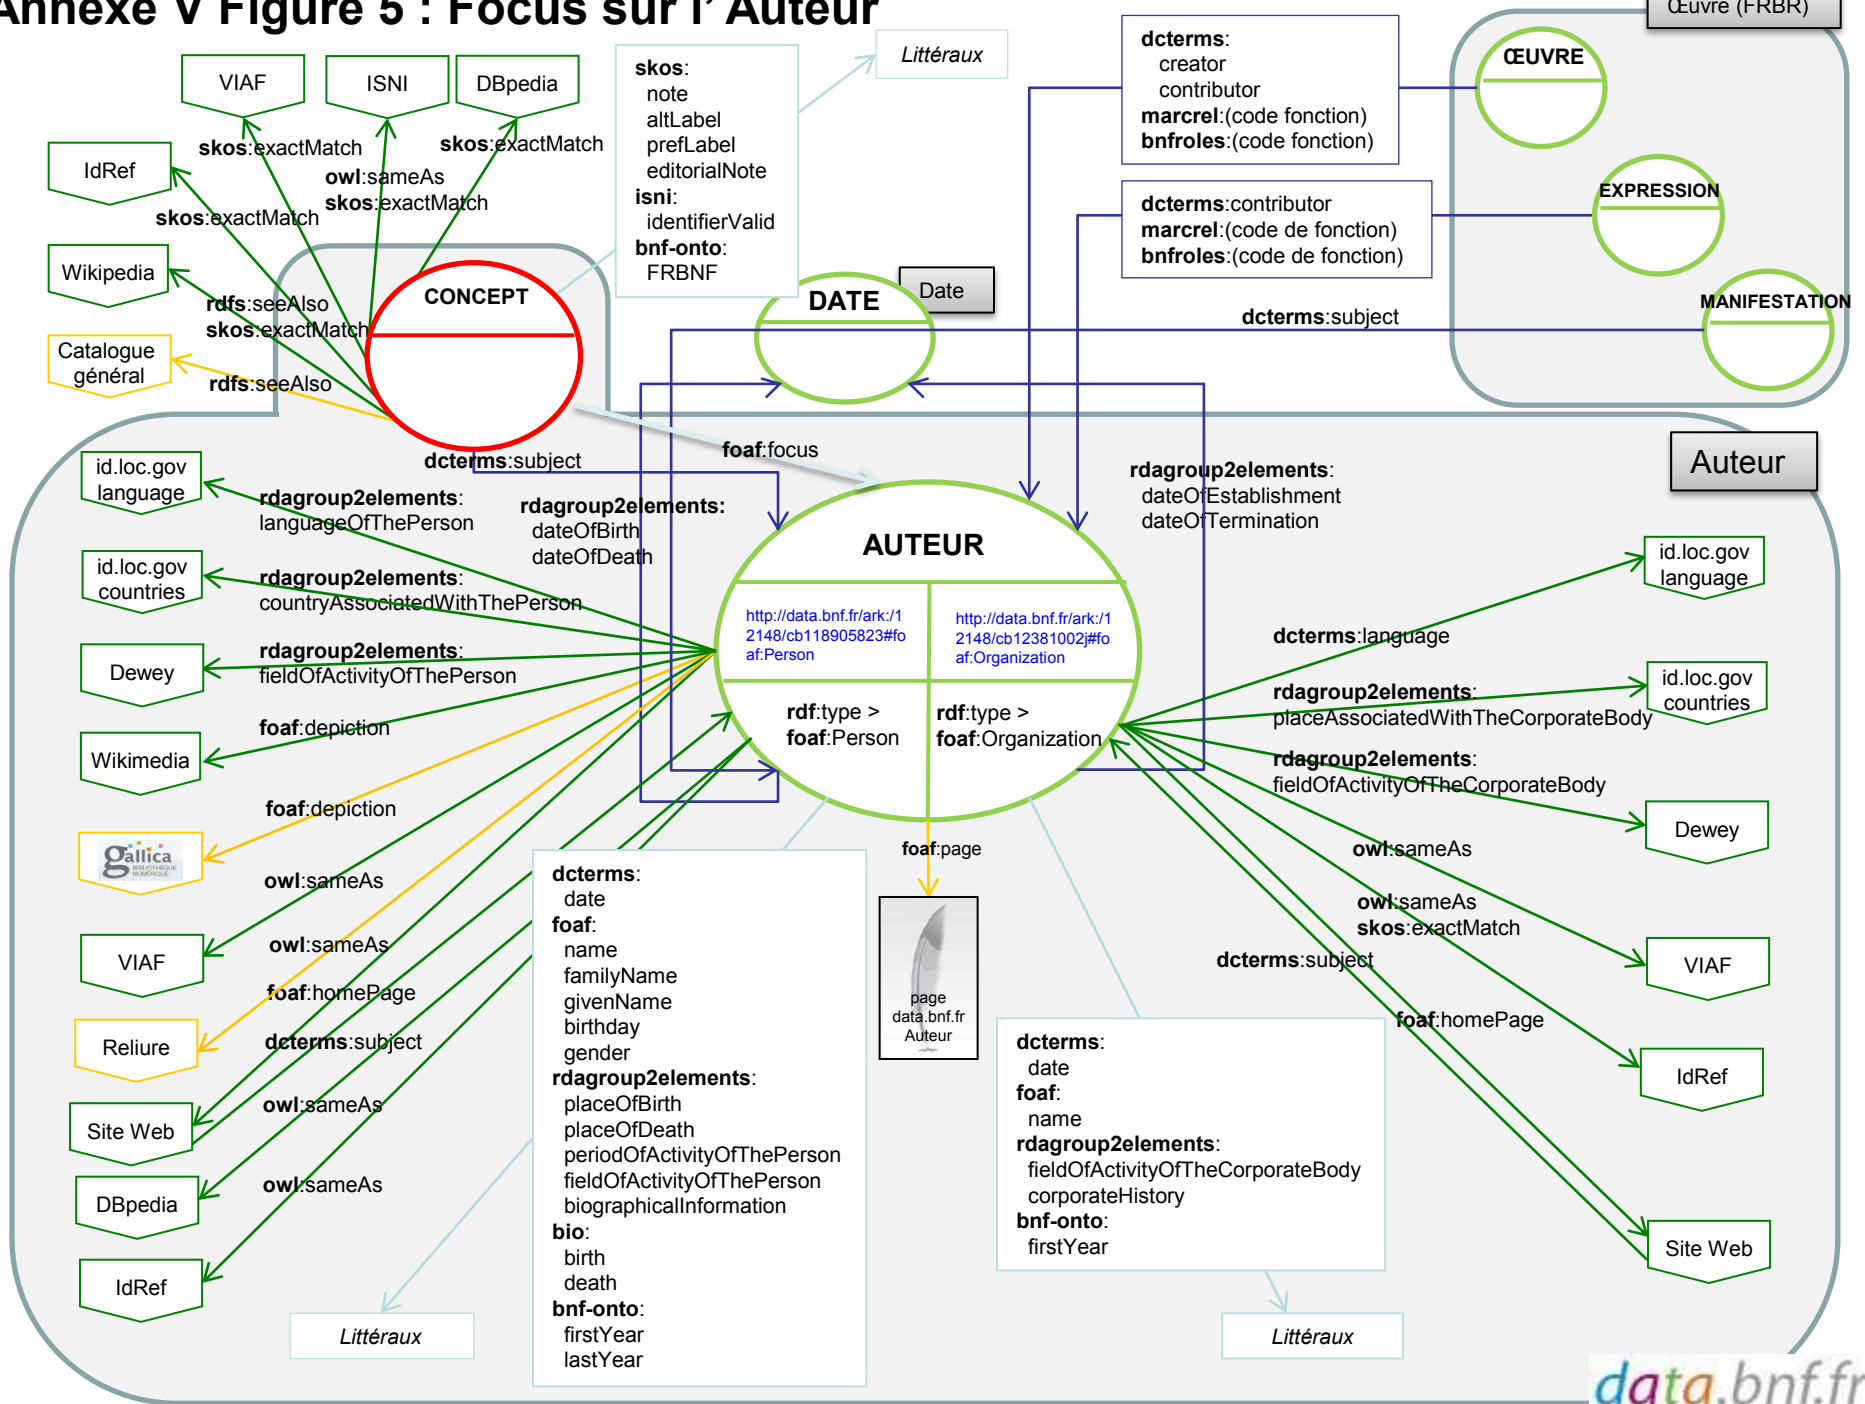 Annexe V Figure 5 : Focus sur l' Auteur
Œuvre (FRBR)
VIAF
ISNI
DBpedia
IdRef
Wikipedia
Catalogue
général
skos:exactMatch
skos:exactMatch
owl:sameAs
skos:exactMatch
skos:exactMatch
rdfs:seeAlso
skos:exactMatch
rdfs:seeAlso
CONCEPT
skos:
note
altLabel
prefLabel
editorialNote
isni:
identifierValid
bnf-onto:
FRBNF
Littéraux
DATE
Date
dcterms:
creator
contributor
marcrel:(code fonction)
bnfroles:(code fonction)
dcterms:contributor
marcrel:(code de fonction)
bnfroles:(code de fonction)
dcterms:subject
ŒUVRE
EXPRESSION
MANIFESTATION
Auteur
dcterms:subject
foaf:focus
rdagroup2elements:
dateOfBirth
dateOfDeath
rdagroup2elements:
dateOfEstablishment
dateOfTermination
id.loc.gov
language
rdagroup2elements:
languageOfThePerson
id.loc.gov
countries
rdagroup2elements:
countryAssociatedWithThePerson
Dewey
rdagroup2elements:
fieldOfActivityOfThePerson
Wikimedia
foaf:depiction
foaf:depiction
gallica
BIBLIOTHÈQUE
NUMÉRIQUE
owl:sameAs
VIAF
owl:sameAs
foaf:homePage
Reliure
dcterms:subject
Site Web
owl:sameAs
DBpedia
owl:sameAs
IdRef
AUTEUR
http://data.bnf.fr/ark:/1
2148/cb118905823#fo
af:Person
http://data.bnf.fr/ark:/1
2148/cb12381002j#fo
af:Organization
rdf:type >
foaf:Person
rdf:type >
foaf:Organization
foaf:page
page
data.bnf.fr
Auteur
dcterms:
date
foaf:
name
familyName
givenName
birthday
gender
rdagroup2elements:
placeOfBirth
placeOfDeath
periodOfActivityOfThePerson
fieldOfActivityOfThePerson
biographicalInformation
bio:
birth
death
bnf-onto:
firstYear
lastYear
Littéraux
dcterms:
date
foaf:
name
rdagroup2elements:
fieldOfActivityOfTheCorporateBody
corporateHistory
bnf-onto:
firstYear
Littéraux
id.loc.gov
language
dcterms:language
id.loc.gov
countries
rdagroup2elements:
placeAssociatedWithTheCorporateBody
rdagroup2elements:
fieldOfActivityOfTheCorporateBody
Dewey
owl:sameAs
VIAF
owl:sameAs
skos:exactMatch
dcterms:subject
IdRef
foaf:homePage
Site Web
data.bnf.fr